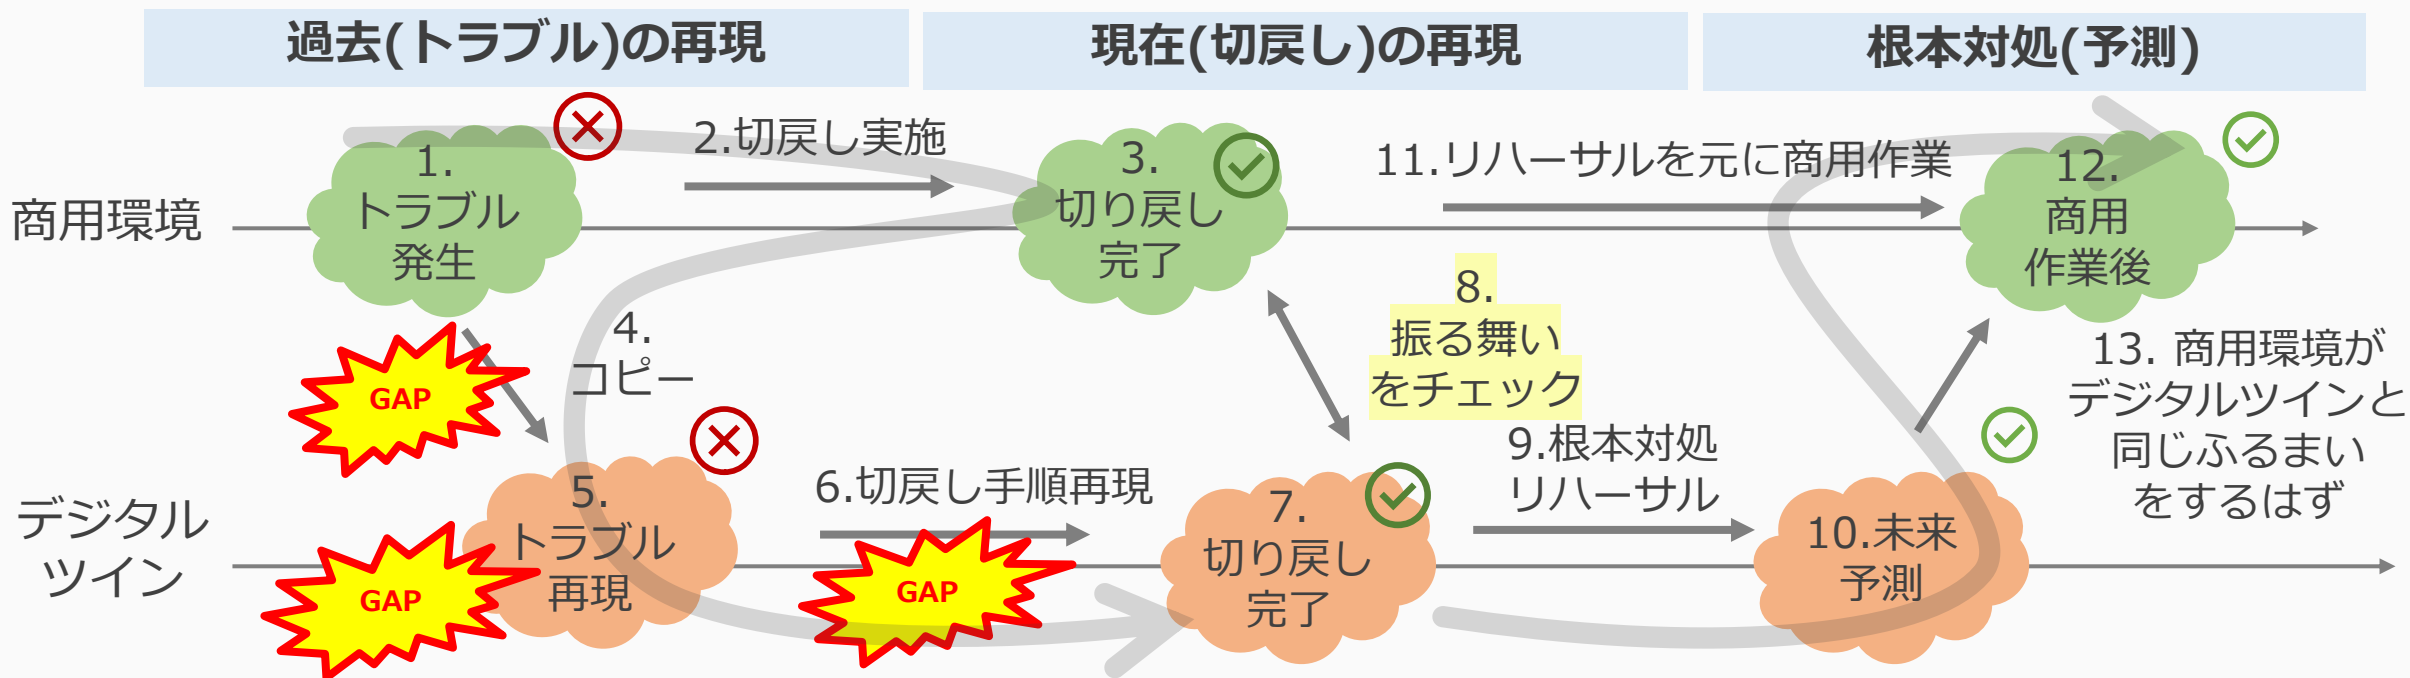 過去(トラブル)の再現
現在(切戻し)の再現
根本対処(予測)
商用環境
1.
トラブル
発生
2.切戻し実施
3.
切り戻し
完了
11.リハーサルを元に商用作業
12.
商用
作業後
GAP
4.
コピー
8.
振る舞い
をチェック
13. 商用環境が
デジタルツインと
同じふるまい
をするはず
デジタル
ツイン
GAP
5.
トラブル
再現
6.切戻し手順再現
GAP
7.
切り戻し
完了
9.根本対処
リハーサル
10.未来
予測